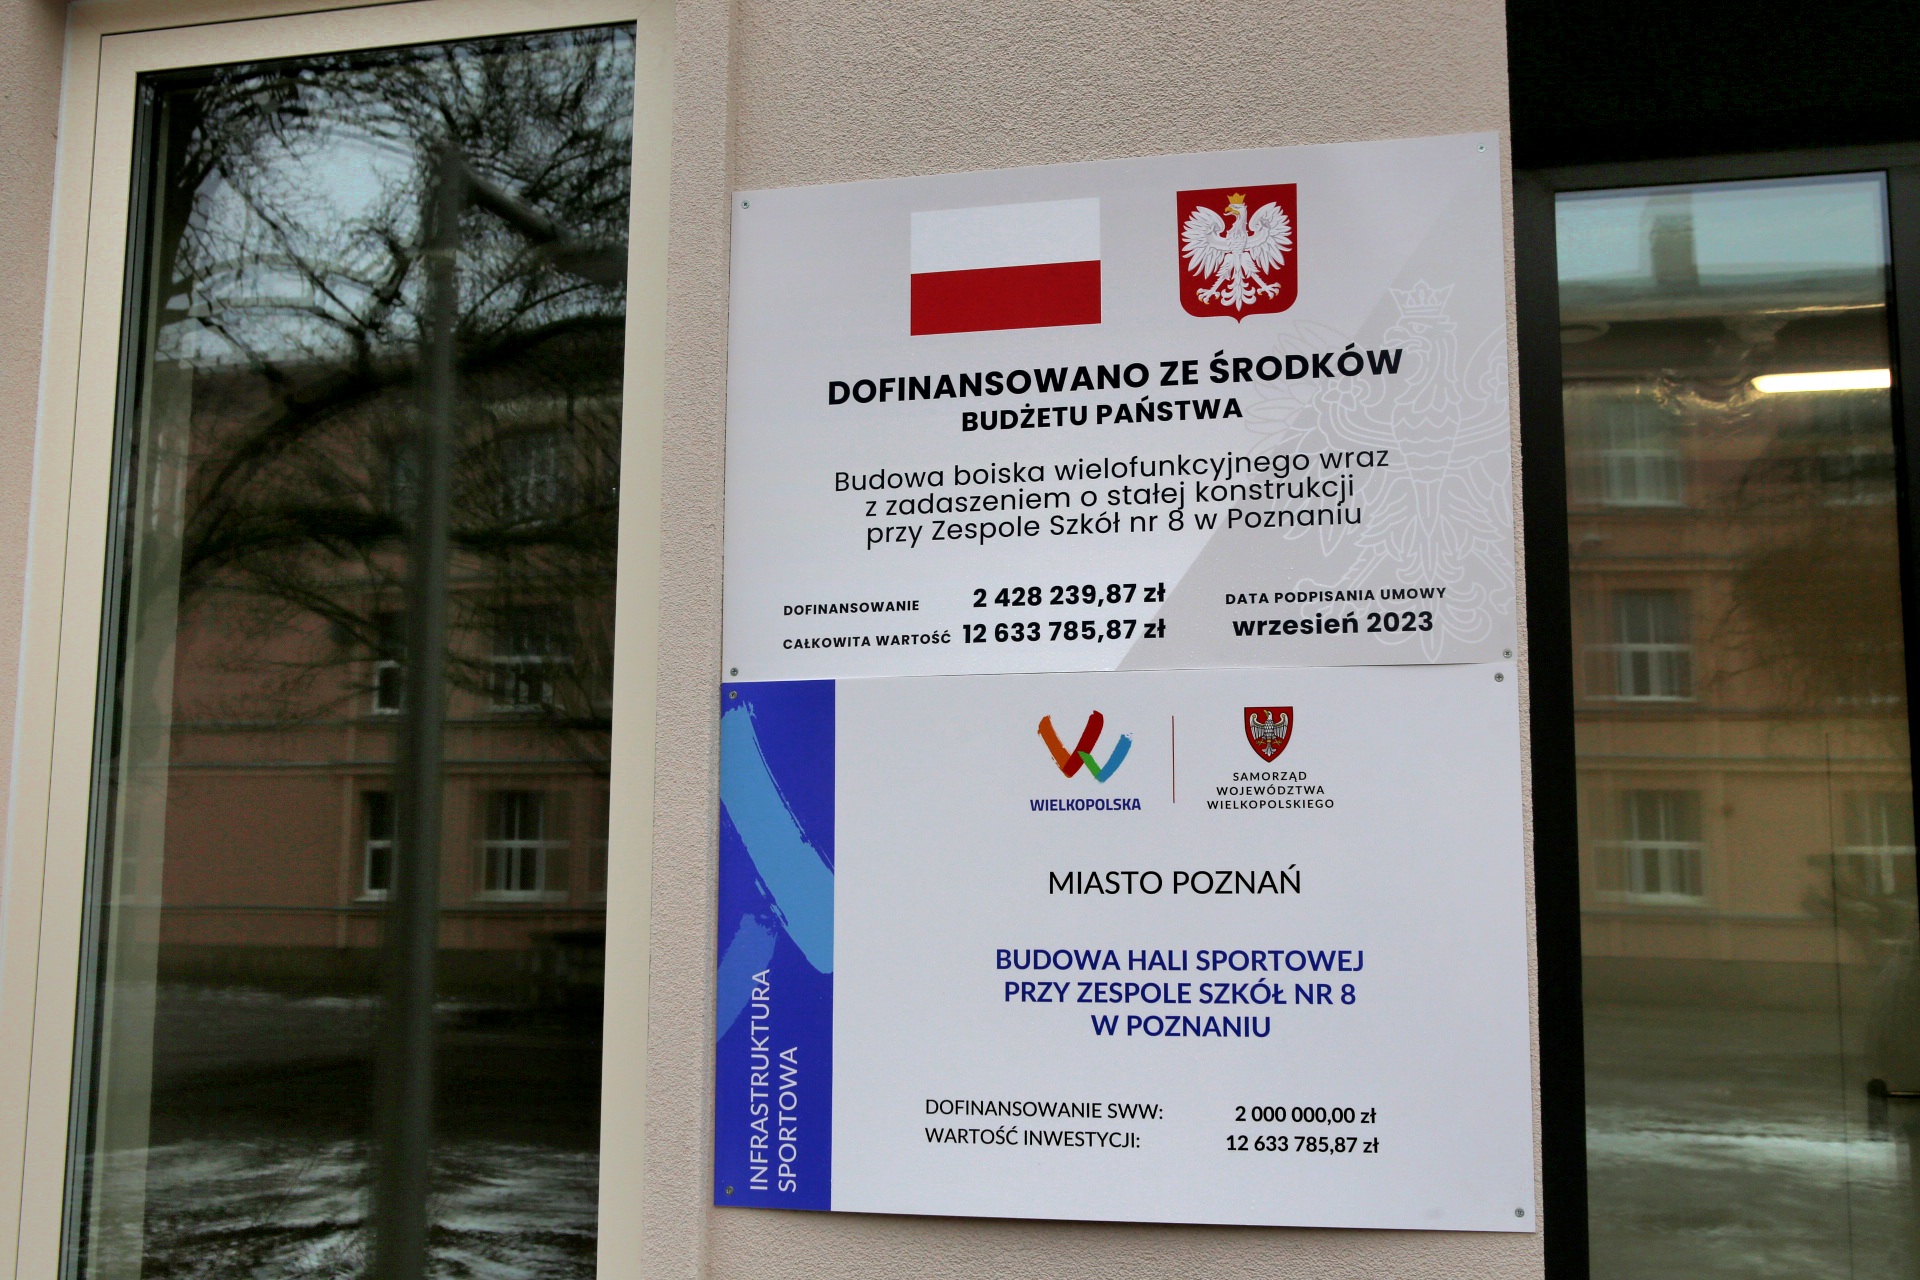 DOFINANSOWANO ZE ŚRODKÓW
BUDŻETU PAŃSTWA
Budowa boiska wielofunkcyjnego wraz
z zadaszeniem o stałej konstrukcji
przy Zespole Szkół nr 8 w Poznaniu
DOFINANSOWANIE 2 428 239,87 zł
CAŁKOWITA WARTOŚĆ 12 633 785,87 zł
DATA PODPISANIA UMOWY
wrzesień 2023
WIELKOPOLSKA
SAMORZĄD
WOJEWÓDZTWA
WIELKOPOLSKIEGO
MIASTO POZNAŃ
BUDOWA HALI SPORTOWEJ
PRZY ZESPOLE SZKÓŁ NR 8
W POZNANIU
DOFINANSOWANIE SWW: 2 000 000,00 zł
WARTOŚĆ INWESTYCJI: 12 633 785,87 zł
INFRASTRUKTURA
SPORTOWA